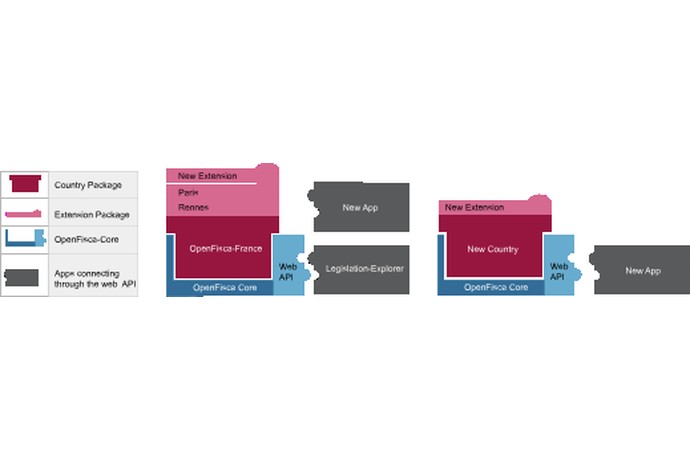 Country Package
Extension Package
OpenFisca-Core
Apps connecting
through the web API
New Extension
Paris
Rennes
OpenFisca-France
OpenFisca Core
Web
API
New App
Legislation-Explorer
New Extension
New Country
OpenFisca Core
Web
API
New App